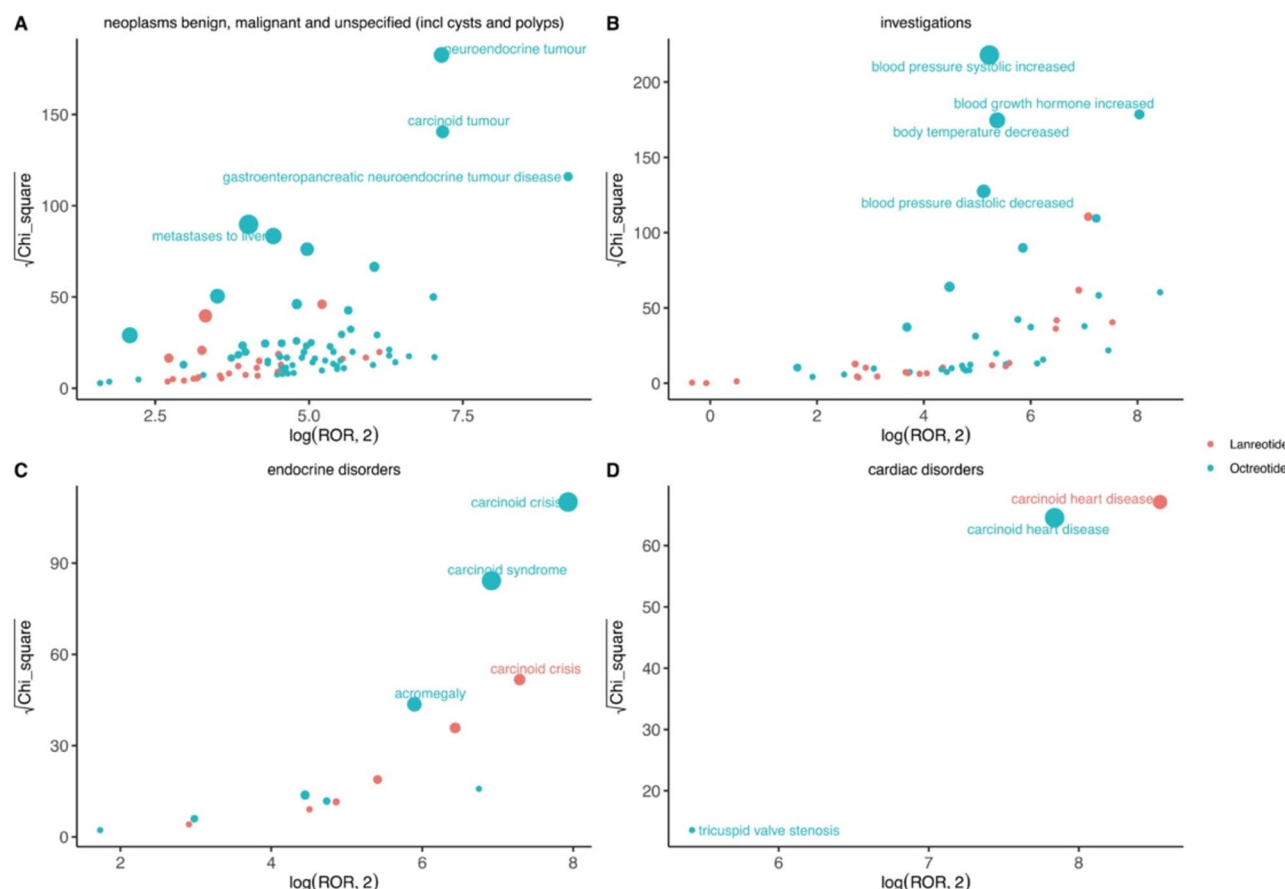 A
neoplasms benign, malignant and unspecified (incl cysts and polyps)
neuroendocrine tumour
carcinoid tumour
gastroenteropancreatic neuroendocrine tumour disease
metastases to liver
150
100
50
0
√Chi_square
2.5 5.0 7.5
log(ROR, 2)
B
investigations
blood pressure systolic increased
blood growth hormone increased
body temperature decreased
blood pressure diastolic decreased
200
150
100
50
0
√Chi_square
0 2 4 6 8
log(ROR, 2)
Lanreotide
Octreotide
C
endocrine disorders
carcinoid crisis
carcinoid syndrome
carcinoid crisis
acromegaly
90
60
30
0
√Chi_square
2 4 6 8
log(ROR, 2)
D
cardiac disorders
carcinoid heart disease
carcinoid heart disease
tricuspid valve stenosis
60
50
40
30
20
√Chi_square
6 7 8
log(ROR, 2)